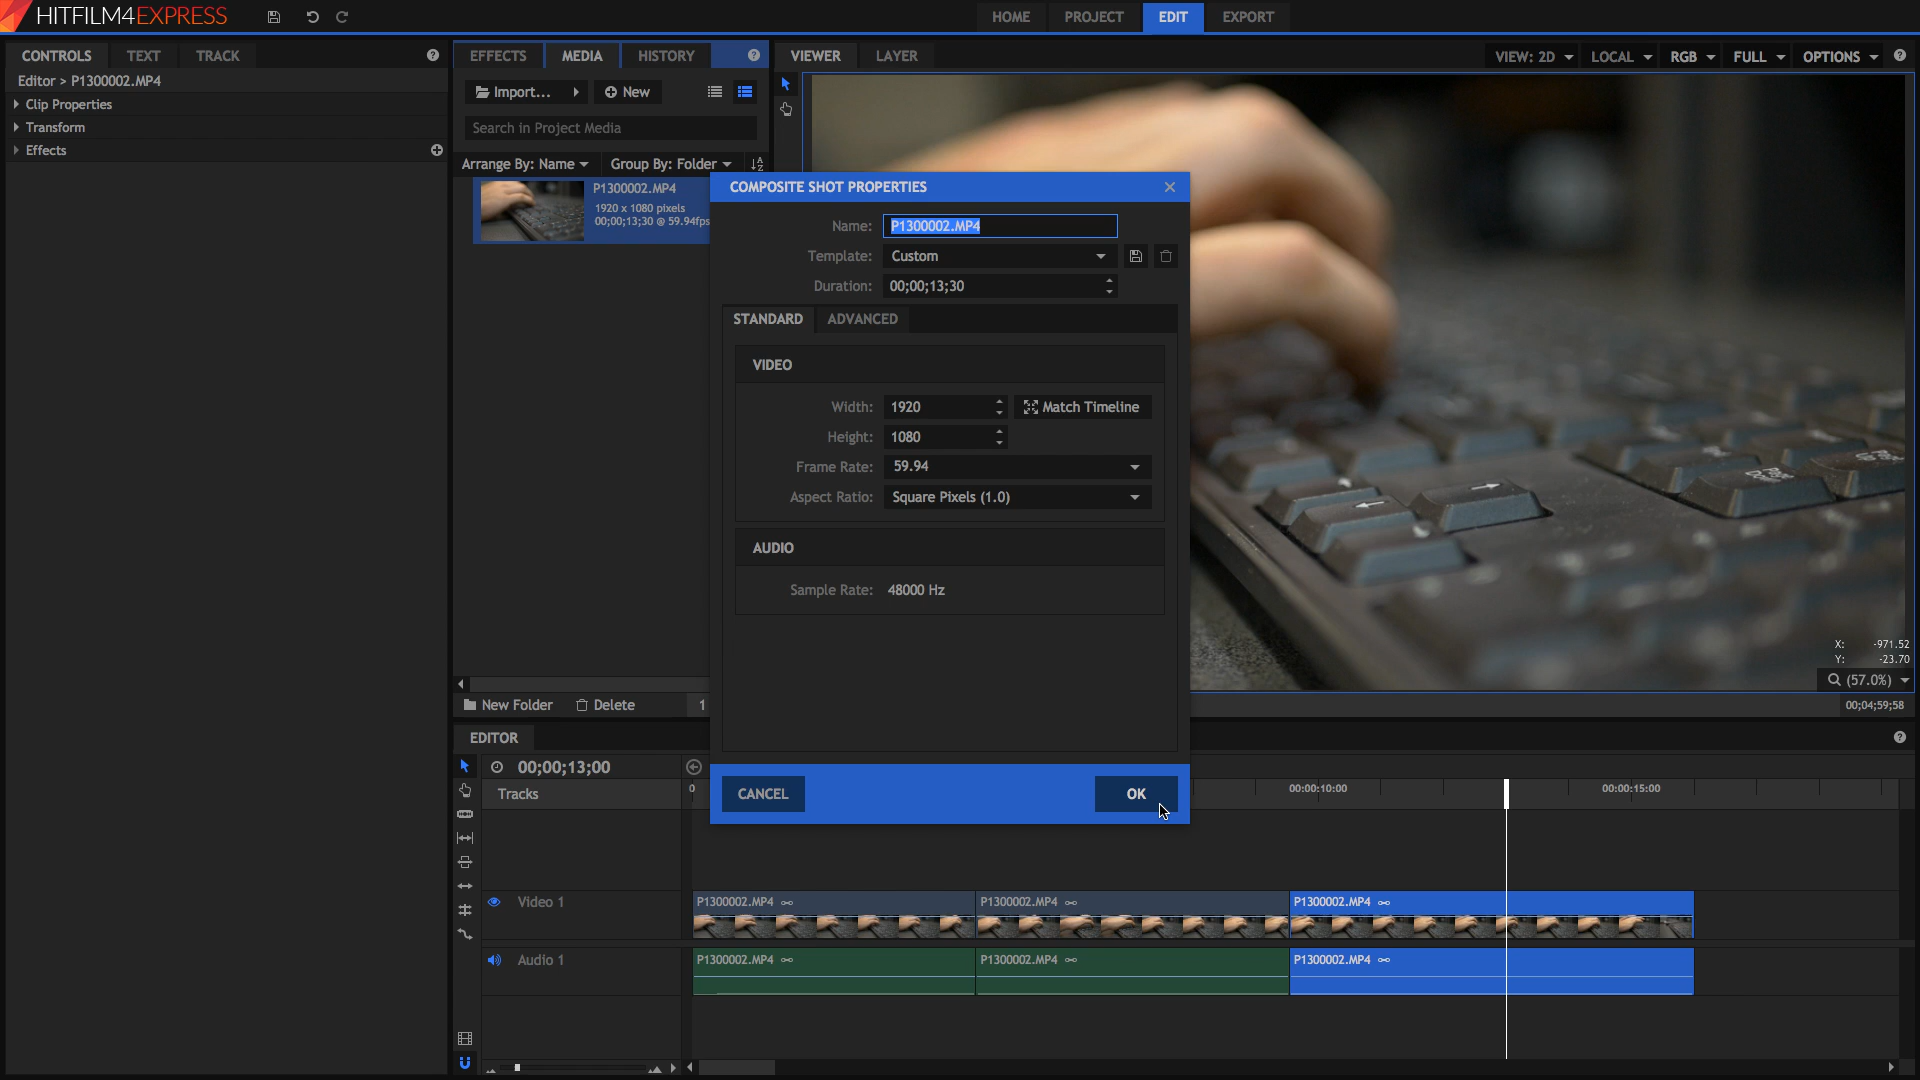 HITFILM4EXPRESS
HOME PROJECT EDIT EXPORT
CONTROLS TEXT TRACK
Editor > P1300002.MP4
Clip Properties
Transform
Effects
EFFECTS MEDIA HISTORY
Import... New
Search in Project Media
Arrange By: Name Group By: Folder
P1300002.MP4
1920 x 1080 pixels
00;00;13;30 @ 59.94fps
New Folder Delete 1
VIEWER LAYER
VIEW: 2D LOCAL RGB FULL OPTIONS
COMPOSITE SHOT PROPERTIES
Name: P1300002.MP4
Template: Custom
Duration: 00;00;13;30
STANDARD ADVANCED
VIDEO
Width: 1920 Match Timeline
Height: 1080
Frame Rate: 59.94
Aspect Ratio: Square Pixels (1.0)
AUDIO
Sample Rate: 48000 Hz
CANCEL OK
Page Down
Page Up
X: -971.52
Y: -23.70
(57.0%)
00;04;59;58
EDITOR
00;00;13;00
Tracks
0 00:00:10:00 00:00:15:00
Video 1
P1300002.MP4 P1300002.MP4 P1300002.MP4
Audio 1
P1300002.MP4 P1300002.MP4 P1300002.MP4